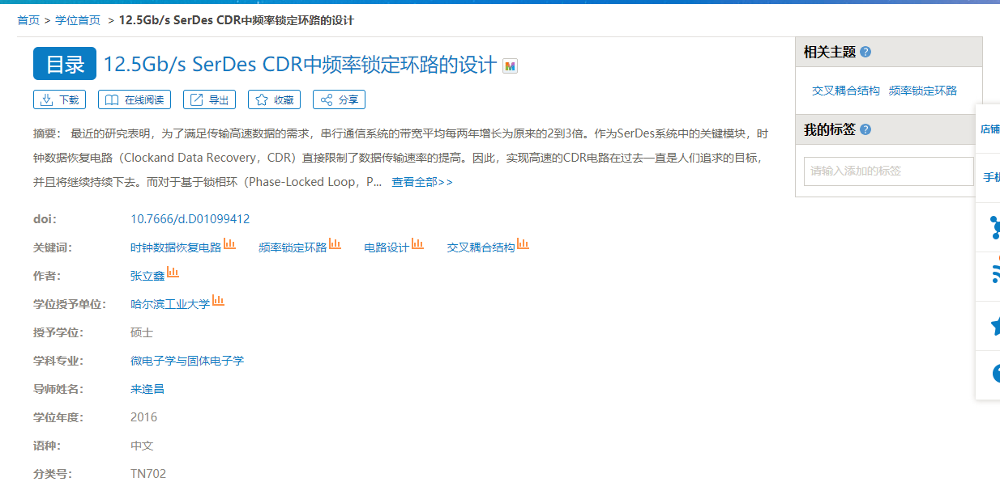 首页 > 学位首页 > 12.5Gb/s SerDes CDR中频率锁定环路的设计
目录 12.5Gb/s SerDes CDR中频率锁定环路的设计 M
下载 在线阅读 导出 收藏 分享
摘要： 最近的研究表明，为了满足传输高速数据的需求，串行通信系统的带宽平均每两年增长为原来的2到3倍。作为SerDes系统中的关键模块，时
钟数据恢复电路（Clockand Data Recovery，CDR）直接限制了数据传输速率的提高。因此，实现高速的CDR电路在过去一直是人们追求的目标，
并且将继续持续下去。而对于基于锁相环（Phase-Locked Loop，P... 查看全部>>
doi： 10.7666/d.D01099412
关键词： 时钟数据恢复电路 频率锁定环路 电路设计 交叉耦合结构
作者： 张立鑫
学位授予单位： 哈尔滨工业大学
授予学位： 硕士
学科专业： 微电子学与固体电子学
导师姓名： 来逢昌
学位年度： 2016
语种： 中文
分类号： TN702
相关主题 ?
交叉耦合结构 频率锁定环路
我的标签 ?
请输入添加的标签
店铺
手机